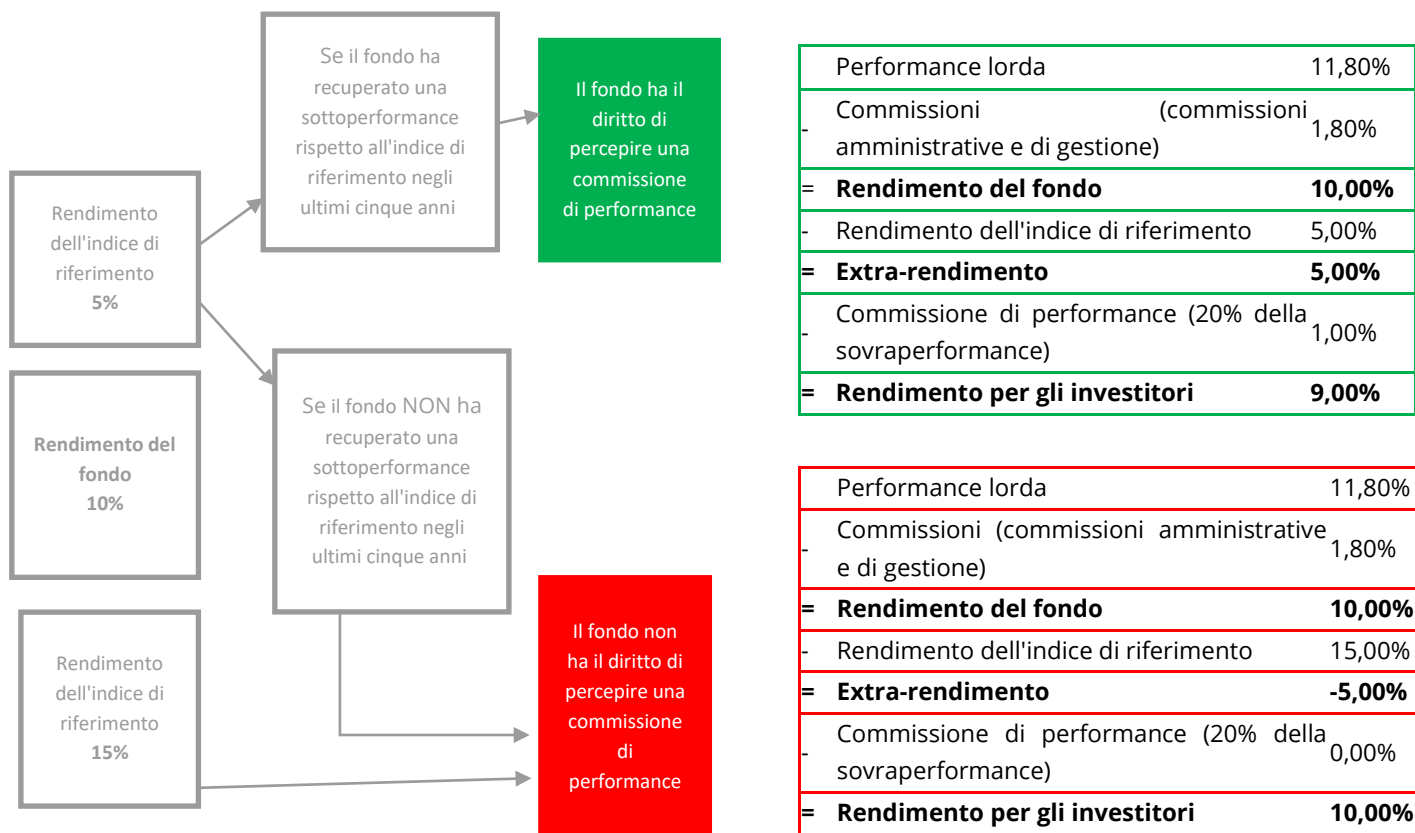 Se il fondo ha
recuperato una
sottoperformance
rispetto all'indice di
riferimento negli
ultimi cinque anni
Il fondo ha il
diritto di
percepire una
commissione
di performance
Rendimento
dell'indice di
riferimento
5%
Se il fondo NON ha
recuperato una
sottoperformance
rispetto all'indice di
riferimento negli
ultimi cinque anni
Rendimento del
fondo
10%
Rendimento
dell'indice di
riferimento
15%
Il fondo non
ha il diritto di
percepire una
commissione
di
performance
Performance lorda 11,80%
- Commissioni (commissioni
amministrative e di gestione) 1,80%
= Rendimento del fondo 10,00%
- Rendimento dell'indice di riferimento 5,00%
= Extra-rendimento 5,00%
- Commissione di performance (20% della
sovraperformance) 1,00%
= Rendimento per gli investitori 9,00%
Performance lorda 11,80%
- Commissioni (commissioni amministrative
e di gestione) 1,80%
= Rendimento del fondo 10,00%
- Rendimento dell'indice di riferimento 15,00%
= Extra-rendimento -5,00%
- Commissione di performance (20% della
sovraperformance) 0,00%
= Rendimento per gli investitori 10,00%